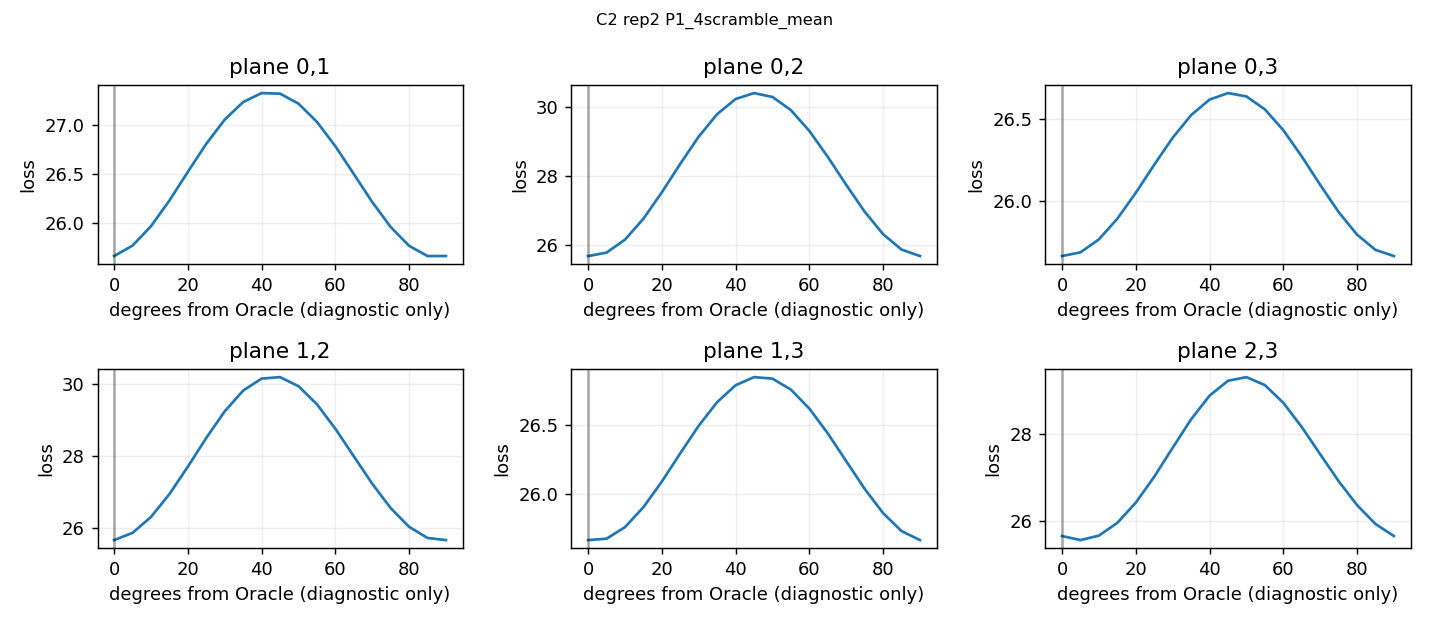 C2 rep2 P1_4scramble_mean
plane 0,1
plane 0,2
plane 0,3
27.0
26.5
26.0
loss
0 20 40 60 80
degrees from Oracle (diagnostic only)
30
28
26
loss
0 20 40 60 80
degrees from Oracle (diagnostic only)
26.5
26.0
loss
0 20 40 60 80
degrees from Oracle (diagnostic only)
plane 1,2
plane 1,3
plane 2,3
30
28
26
loss
0 20 40 60 80
degrees from Oracle (diagnostic only)
26.5
26.0
loss
0 20 40 60 80
degrees from Oracle (diagnostic only)
28
26
loss
0 20 40 60 80
degrees from Oracle (diagnostic only)